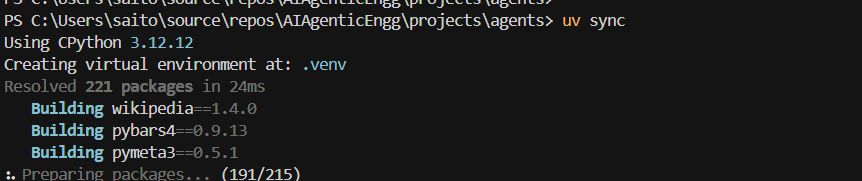 PS C:\Users\saito\source\repos\AIAgenticEngg\projects\agents>
PS C:\Users\saito\source\repos\AIAgenticEngg\projects\agents> uv sync
Using CPython 3.12.12
Creating virtual environment at: .venv
Resolved 221 packages in 24ms
Building wikipedia==1.4.0
Building pybars4==0.9.13
Building pymeta3==0.5.1
⠦ Preparing packages... (191/215)